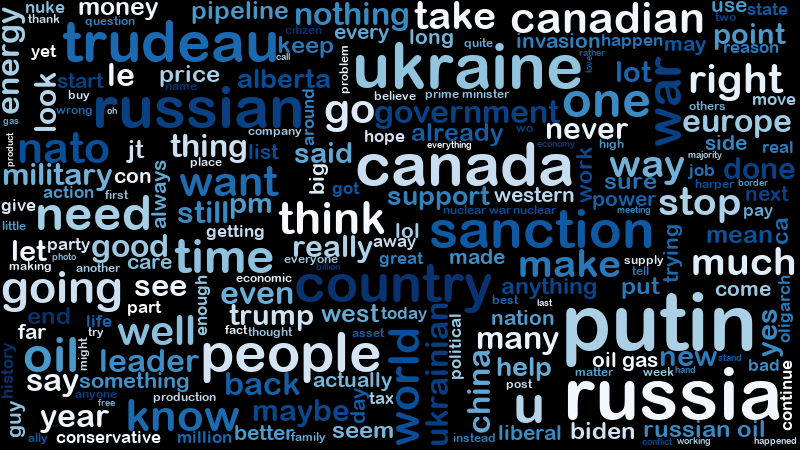 nuke money pipeline nothing take canadian use state
thank question citizen two
energy yet trudeau keep every long quite invasion happen may point
call rather reason
look start le price alberta problem ukraine love lot war right
gas buy name believe prime minister move
wrong oh russian around go government one others europe
product nato jt thing company hope already wo never high side real
list said everything economy work majority
military con place big canada way job done
action first always want got support western sure power harper border next
give need still pm think nuclear war nuclear stop pay
little getting lol sanction meeting trying mean ca
let party good time really away
photo care everyone great made make supply much
making another billion tell
going see enough even economic country anything put come oligarch
part trump west today best last
end life well fact thought asset ukrainian nation putin yes
far try political many
oil might leader people world oil gas new stand
history say something actually china help matter week hand bad
anyone back tax post continue
guy year free production know maybe day u russia
ally conservative million better family seem instead liberal biden russian oil
conflict working happened